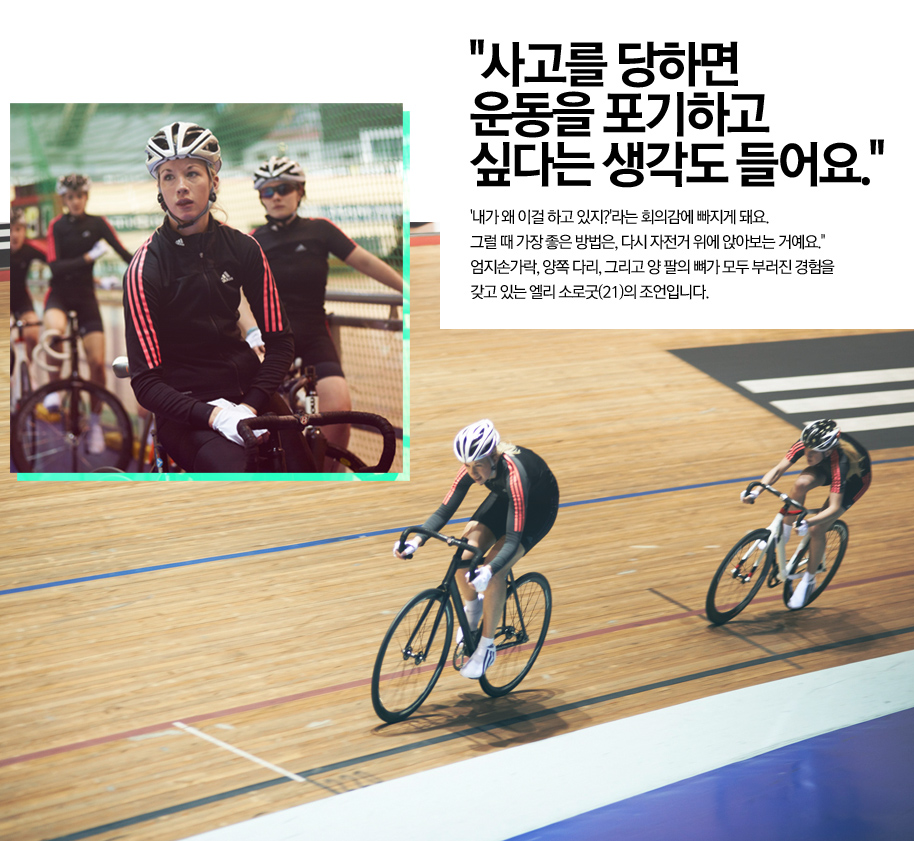 "사고를 당하면
운동을 포기하고
싶다는 생각도 들어요."
'내가 왜 이걸 하고 있지?'라는 회의감에 빠지게 돼요.
그럴 때 가장 좋은 방법은, 다시 자전거 위에 앉아보는 거예요."
엄지손가락, 양쪽 다리, 그리고 양 팔의 뼈가 모두 부러진 경험을
갖고 있는 엘리 소로굿(21)의 조언입니다.
adidas